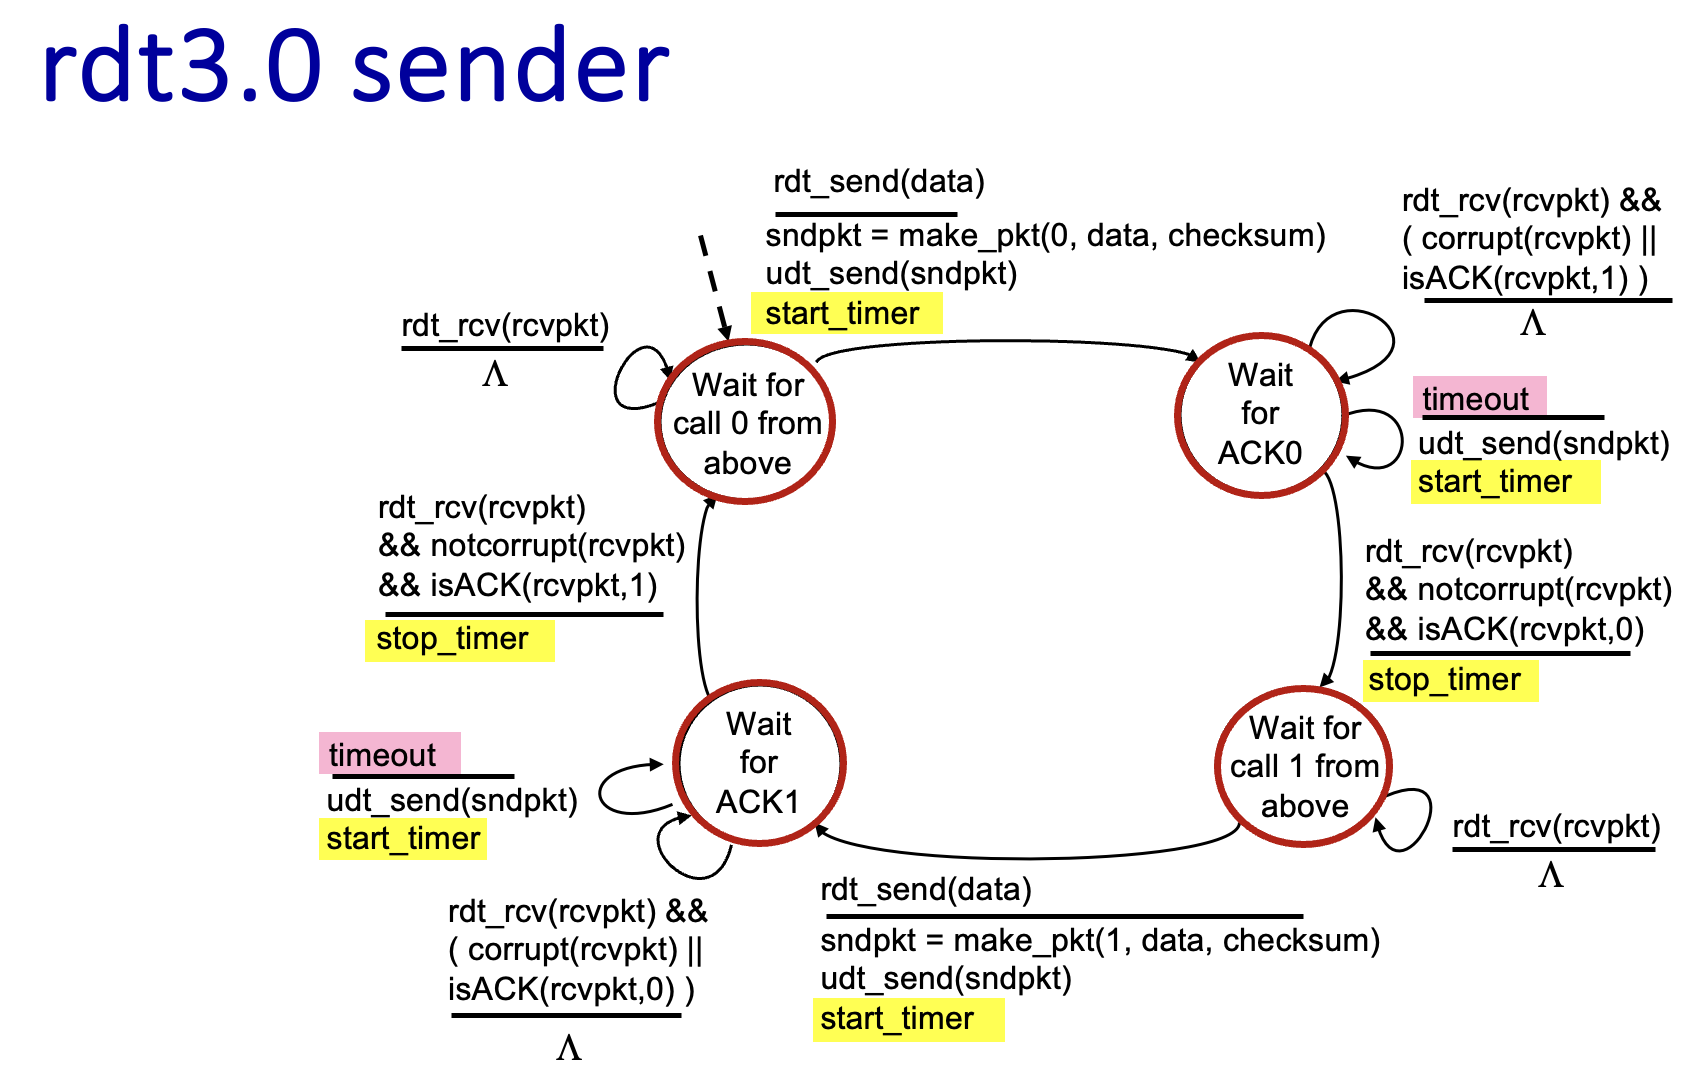 rdt3.0 sender
rdt_send(data)
sndpkt = make_pkt(0, data, checksum)
udt_send(sndpkt)
start_timer
rdt_rcv(rcvpkt) &&
( corrupt(rcvpkt) ||
isACK(rcvpkt,1) )
Λ
rdt_rcv(rcvpkt)
Λ
Wait for
call 0 from
above
Wait
for
ACK0
timeout
udt_send(sndpkt)
start_timer
rdt_rcv(rcvpkt)
&& notcorrupt(rcvpkt)
&& isACK(rcvpkt,1)
stop_timer
rdt_rcv(rcvpkt)
&& notcorrupt(rcvpkt)
&& isACK(rcvpkt,0)
stop_timer
Wait
for
ACK1
Wait for
call 1 from
above
timeout
udt_send(sndpkt)
start_timer
rdt_rcv(rcvpkt)
Λ
rdt_rcv(rcvpkt) &&
( corrupt(rcvpkt) ||
isACK(rcvpkt,0) )
Λ
rdt_send(data)
sndpkt = make_pkt(1, data, checksum)
udt_send(sndpkt)
start_timer